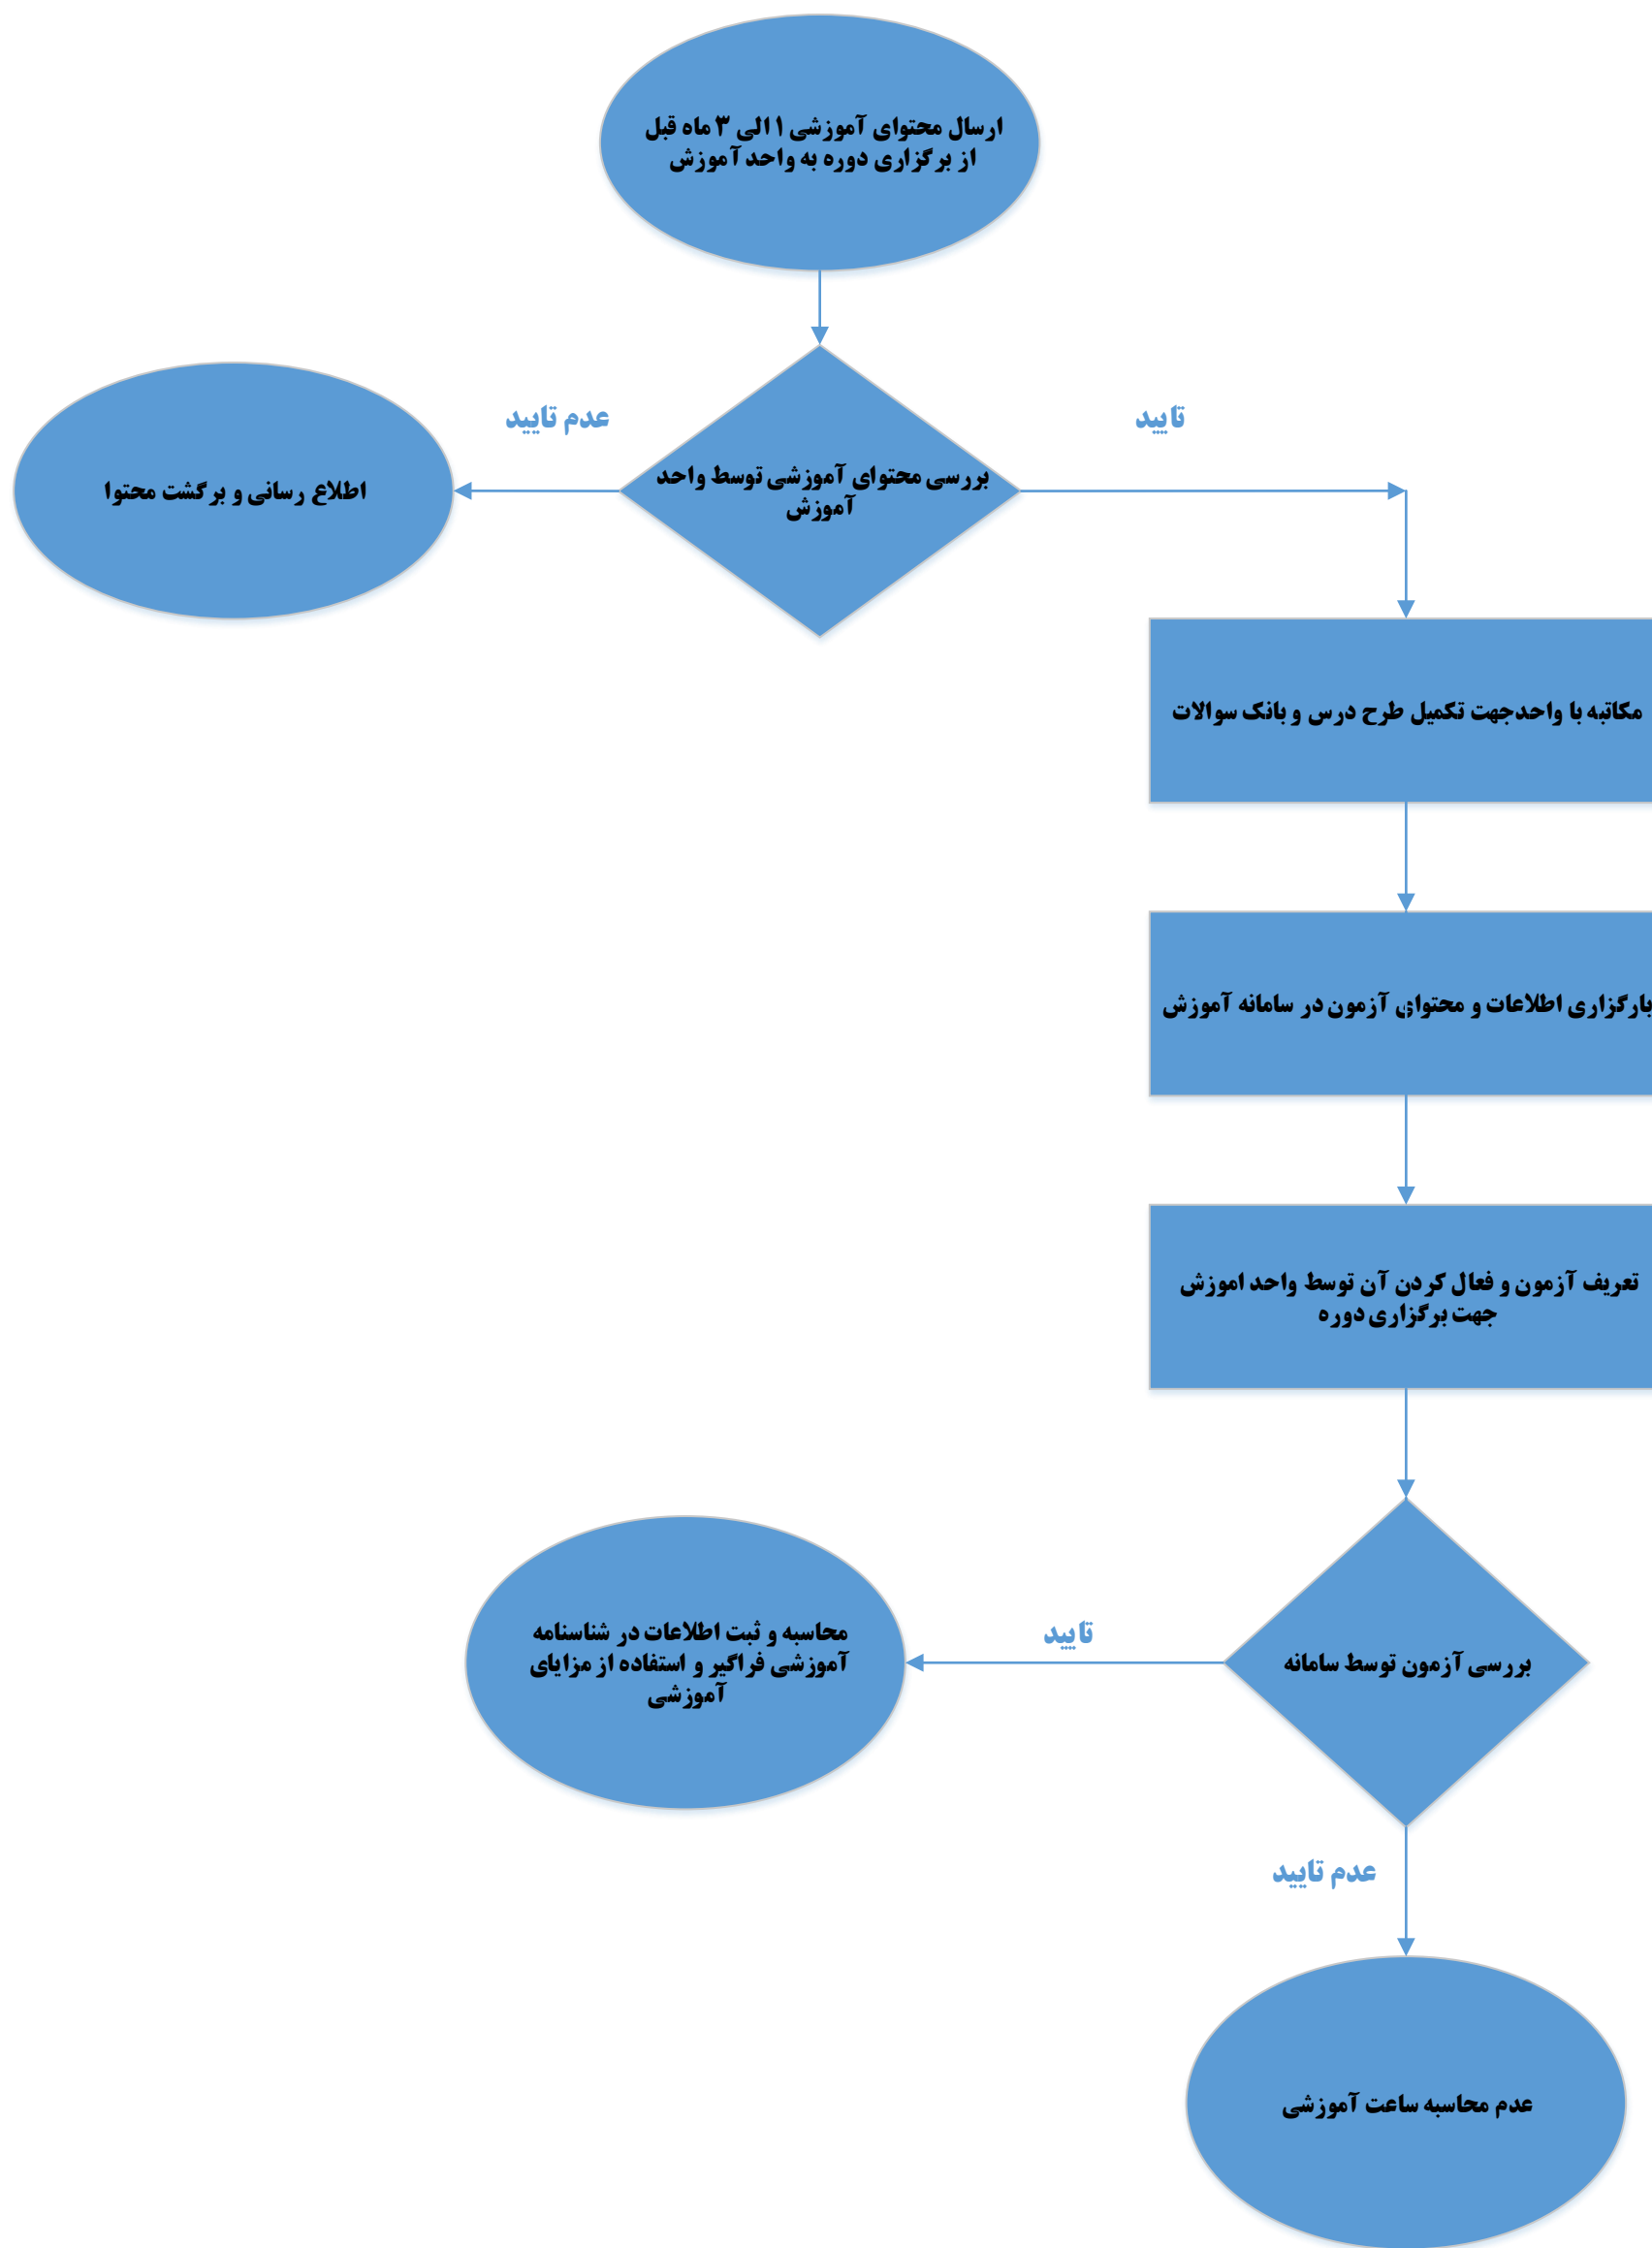 ارسال محتوای آموزشی ۱ الی ۳ ماه قبل
از برگزاری دوره به واحد آموزش
تایید
عدم تایید
بررسی محتوای آموزشی توسط واحد
آموزش
اطلاع رسانی و برگشت محتوا
مکاتبه با واحدجهت تکمیل طرح درس و بانک سوالات
بارگزاری اطلاعات و محتوای آزمون در سامانه آموزش
تعریف آزمون و فعال کردن آن توسط واحد اموزش
جهت برگزاری دوره
بررسی آزمون توسط سامانه
تایید
محاسبه و ثبت اطلاعات در شناسنامه
آموزشی فراگیر و استفاده از مزایای
آموزشی
عدم تایید
عدم محاسبه ساعت آموزشی